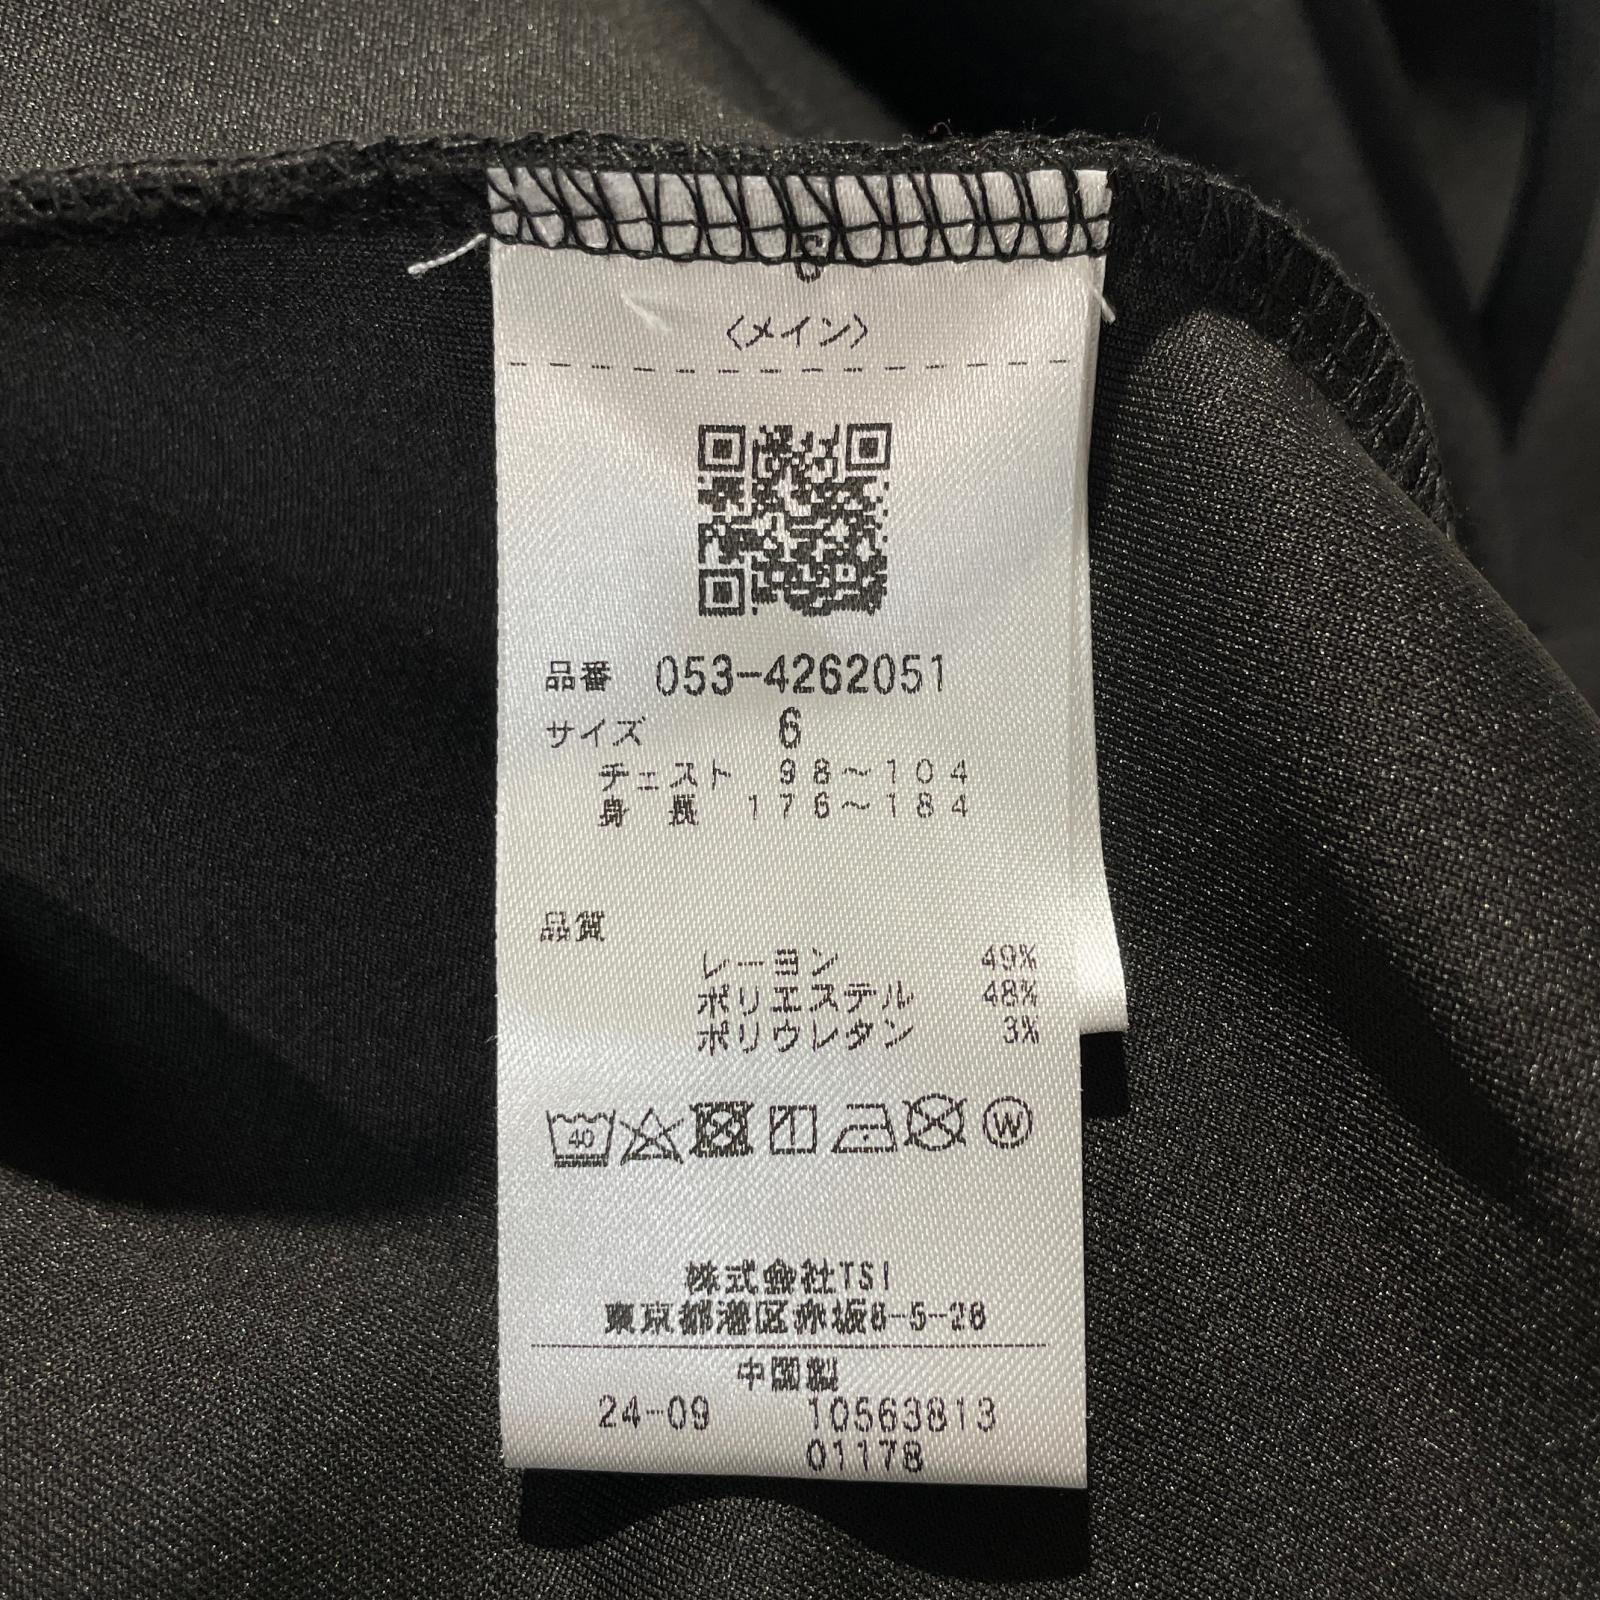 6
〈メイン〉
品番 053-4262051
サイズ 6
チェスト 98～104
身長 176～184
品質
レーヨン 49%
ポリエステル 48%
ポリウレタン 3%
40
W
株式会社TSI
東京都港区赤坂8-5-28
中国製
24-09 10563813
01178